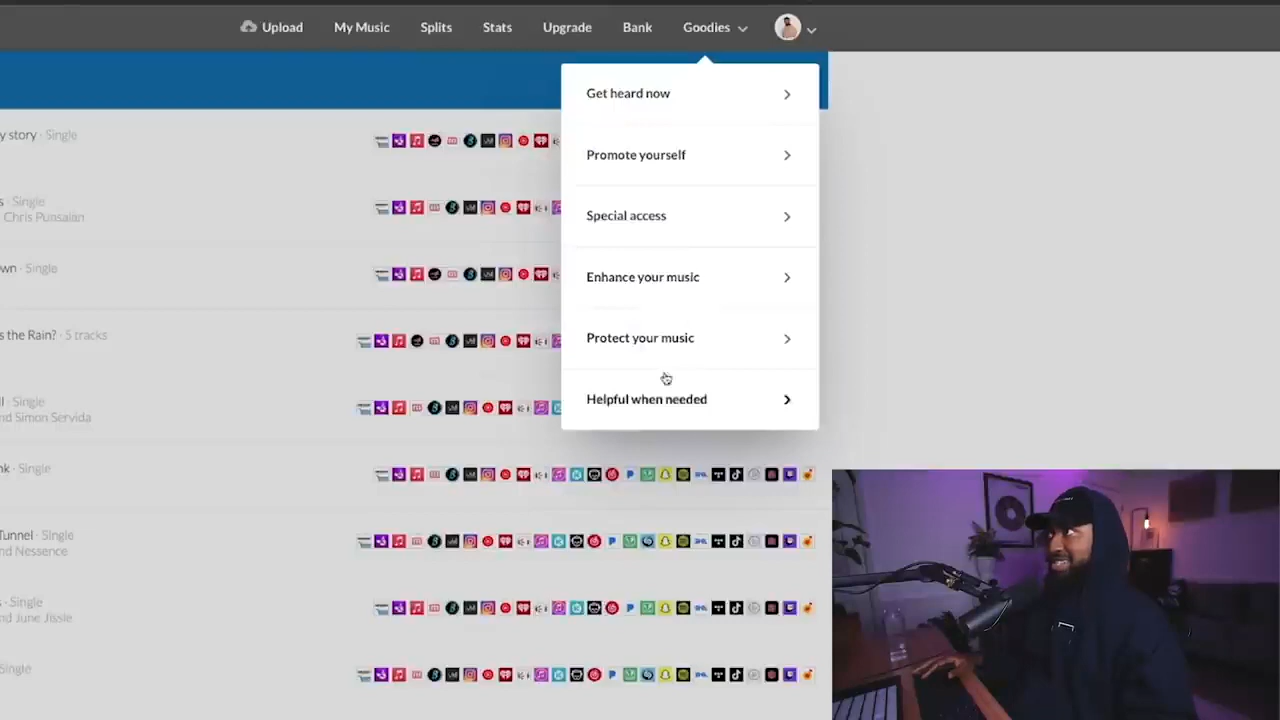 Upload My Music Splits Stats Upgrade Bank Goodies
Get heard now
Promote yourself
Special access
Enhance your music
Protect your music
Helpful when needed
y story · Single
s · Single
Chris Punsalan
wn · Single
s the Rain? · 5 tracks
l · Single
nd Simon Servida
nk · Single
Tunnel · Single
nd Nessence
s · Single
nd June Jissle
Single